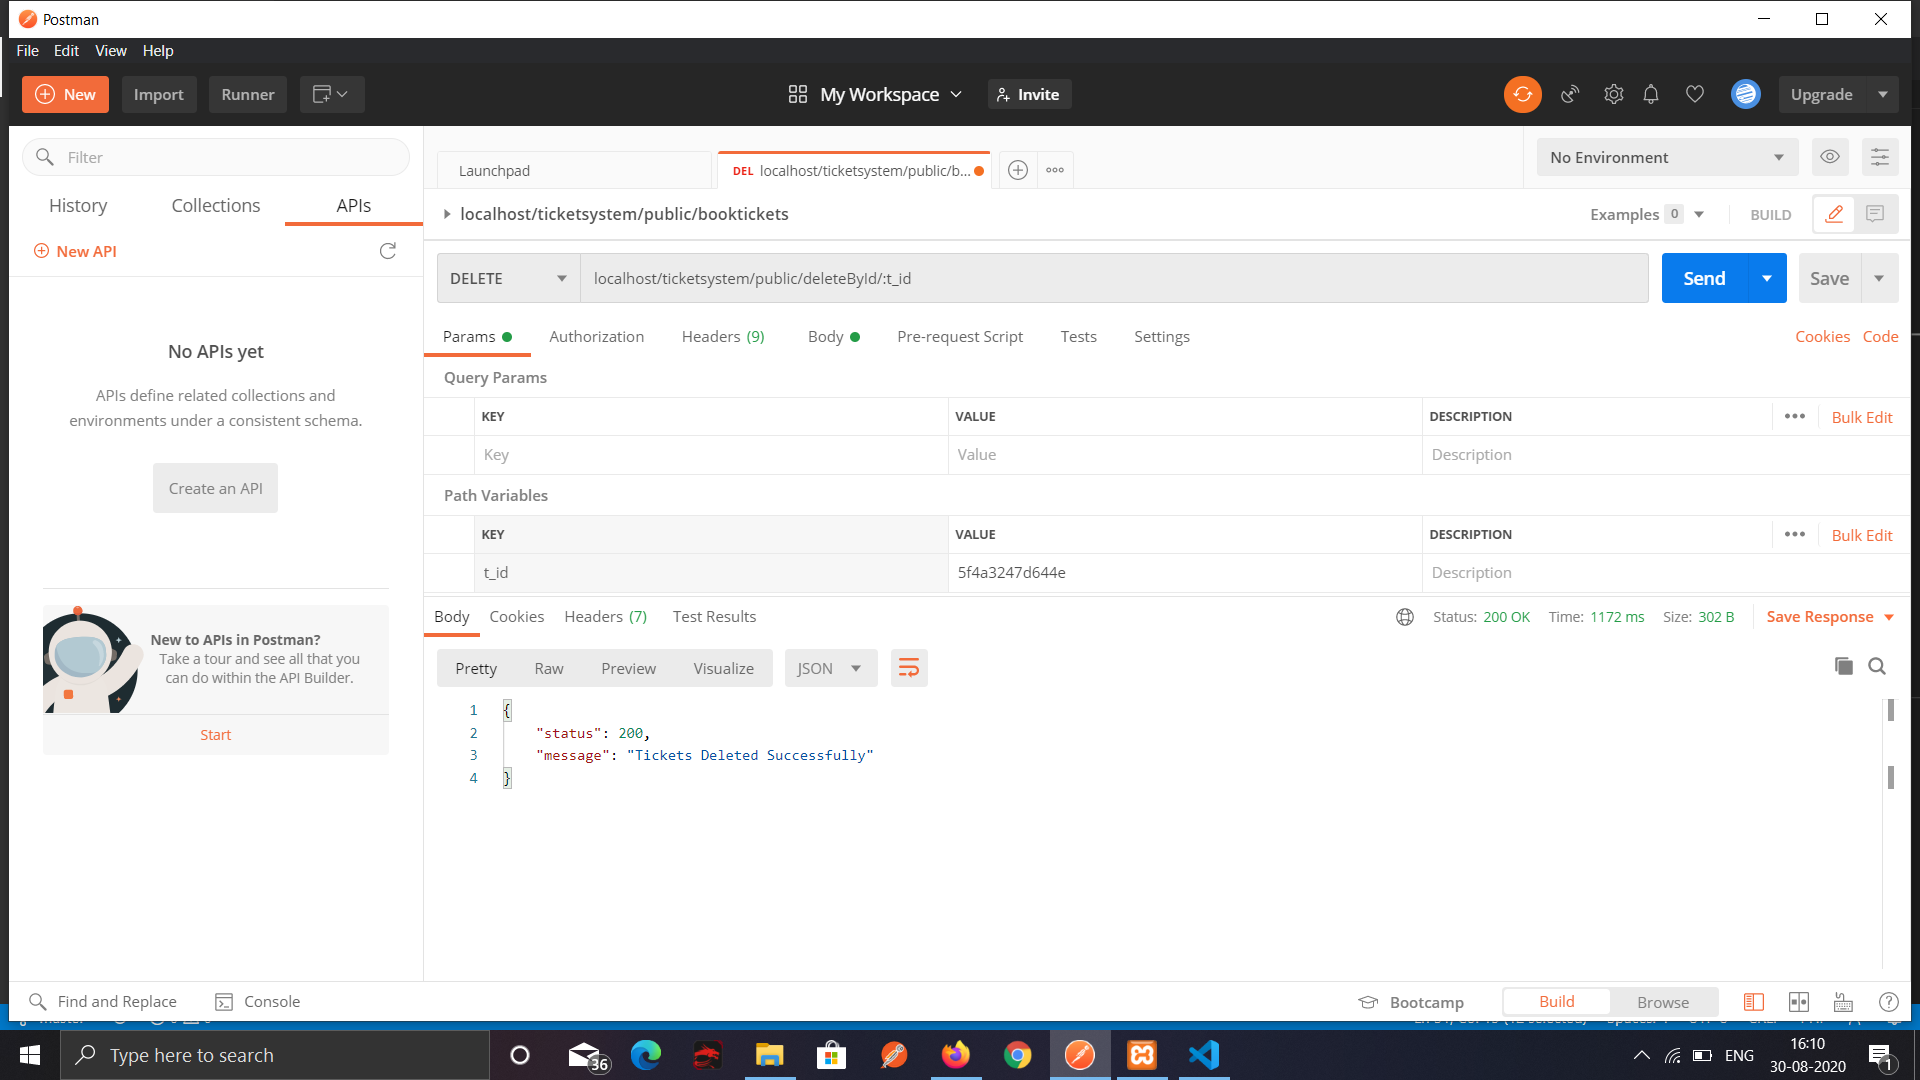 Postman
File Edit View Help
New Import Runner My Workspace Invite Upgrade
Filter
History Collections APIs
New API
No APIs yet
APIs define related collections and
environments under a consistent schema.
Create an API
New to APIs in Postman?
Take a tour and see all that you
can do within the API Builder.
Start
Launchpad DEL localhost/ticketsystem/public/b... No Environment
localhost/ticketsystem/public/booktickets Examples 0 BUILD
DELETE localhost/ticketsystem/public/deleteById/:t_id Send Save
Params Authorization Headers (9) Body Pre-request Script Tests Settings Cookies Code
Query Params
KEY VALUE DESCRIPTION Bulk Edit
Key Value Description
Path Variables
KEY VALUE DESCRIPTION Bulk Edit
t_id 5f4a3247d644e Description
Body Cookies Headers (7) Test Results Status: 200 OK Time: 1172 ms Size: 302 B Save Response
Pretty Raw Preview Visualize JSON
1 {
2 "status": 200,
3 "message": "Tickets Deleted Successfully"
4 }
Find and Replace Console Bootcamp Build Browse
Type here to search 36 ENG 16:10
30-08-2020 1